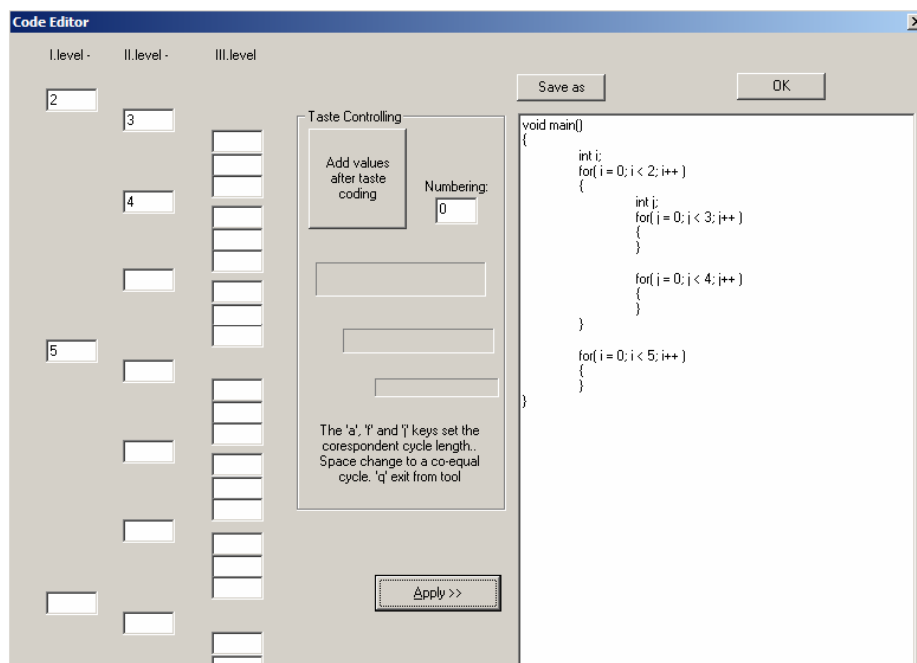 Code Editor
I.level -
II.level -
III.level
2
3
4
5
Taste Controlling
Add values
after taste
coding
Numbering:
0
The 'a', 'f' and 'j' keys set the
corespondent cycle length..
Space change to a co-equal
cycle. 'q' exit from tool
Apply >>
Save as
OK
void main()
{
int i;
for( i = 0; i < 2; i++ )
{
int j;
for( j = 0; j < 3; j++ )
{
}
for( j = 0; j < 4; j++ )
{
}
}
for( i = 0; i < 5; i++ )
{
}
}